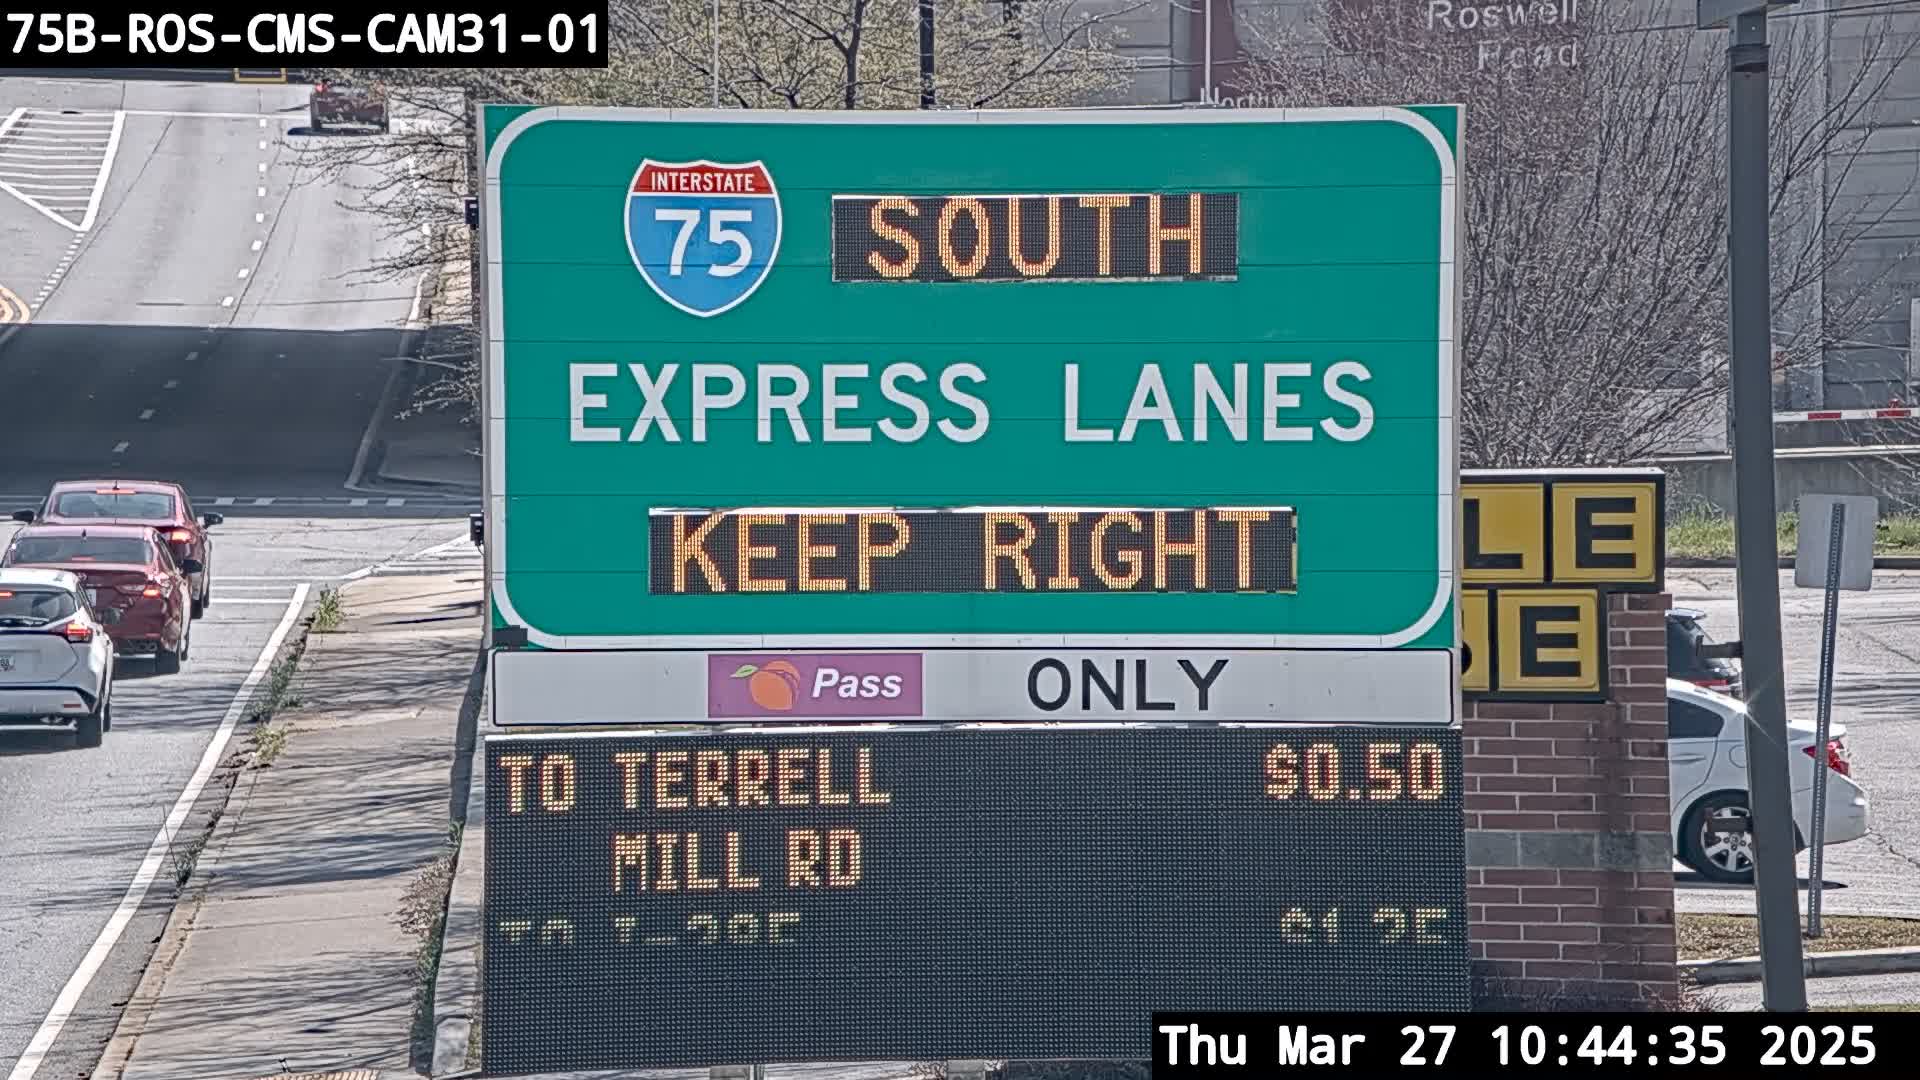 75B-ROS-CMS-CAM31-01
Roswell
Road
INTERSTATE
75
SOUTH
EXPRESS LANES
KEEP RIGHT
LE
E
Pass ONLY
TO TERRELL $0.50
MILL RD
Thu Mar 27 10:44:35 2025